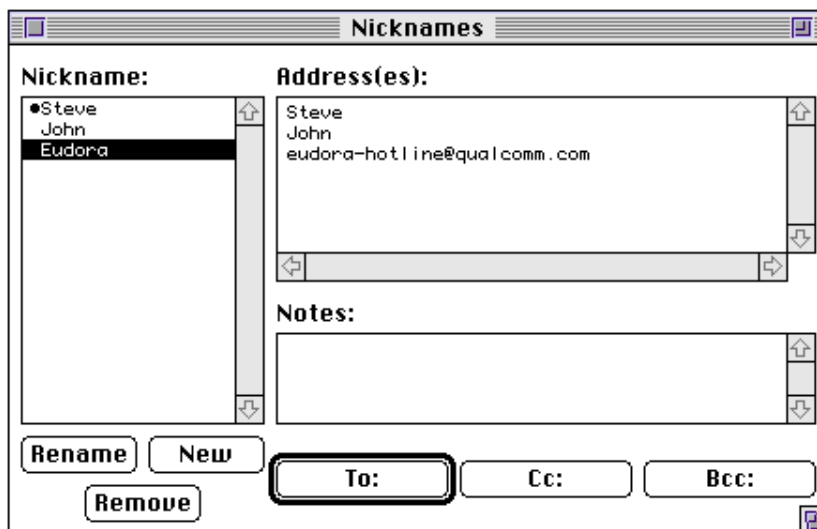 Nicknames
Nickname:
●Steve
John
Eudora
Address(es):
Steve
John
eudora-hotline@qualcomm.com
Notes:
Rename
New
Remove
To:
Cc:
Bcc: